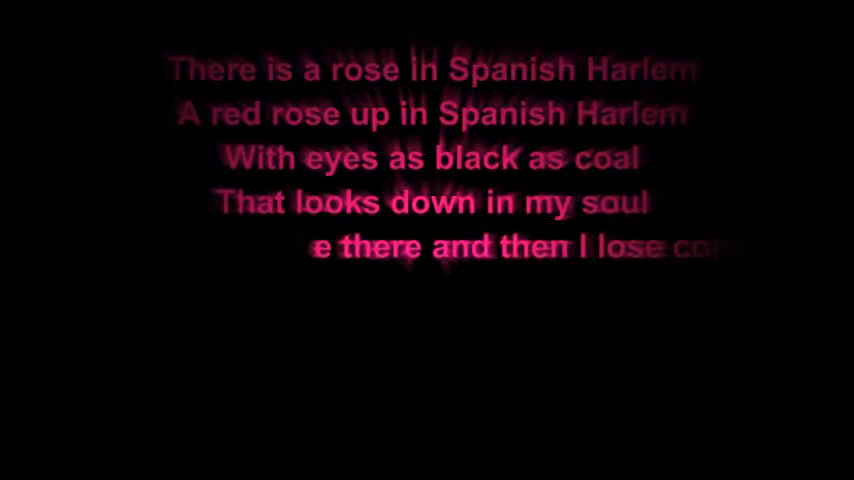 There is a rose in Spanish Harlem
A red rose up in Spanish Harlem
With eyes as black as coal
That looks down in my soul
e there and then I lose